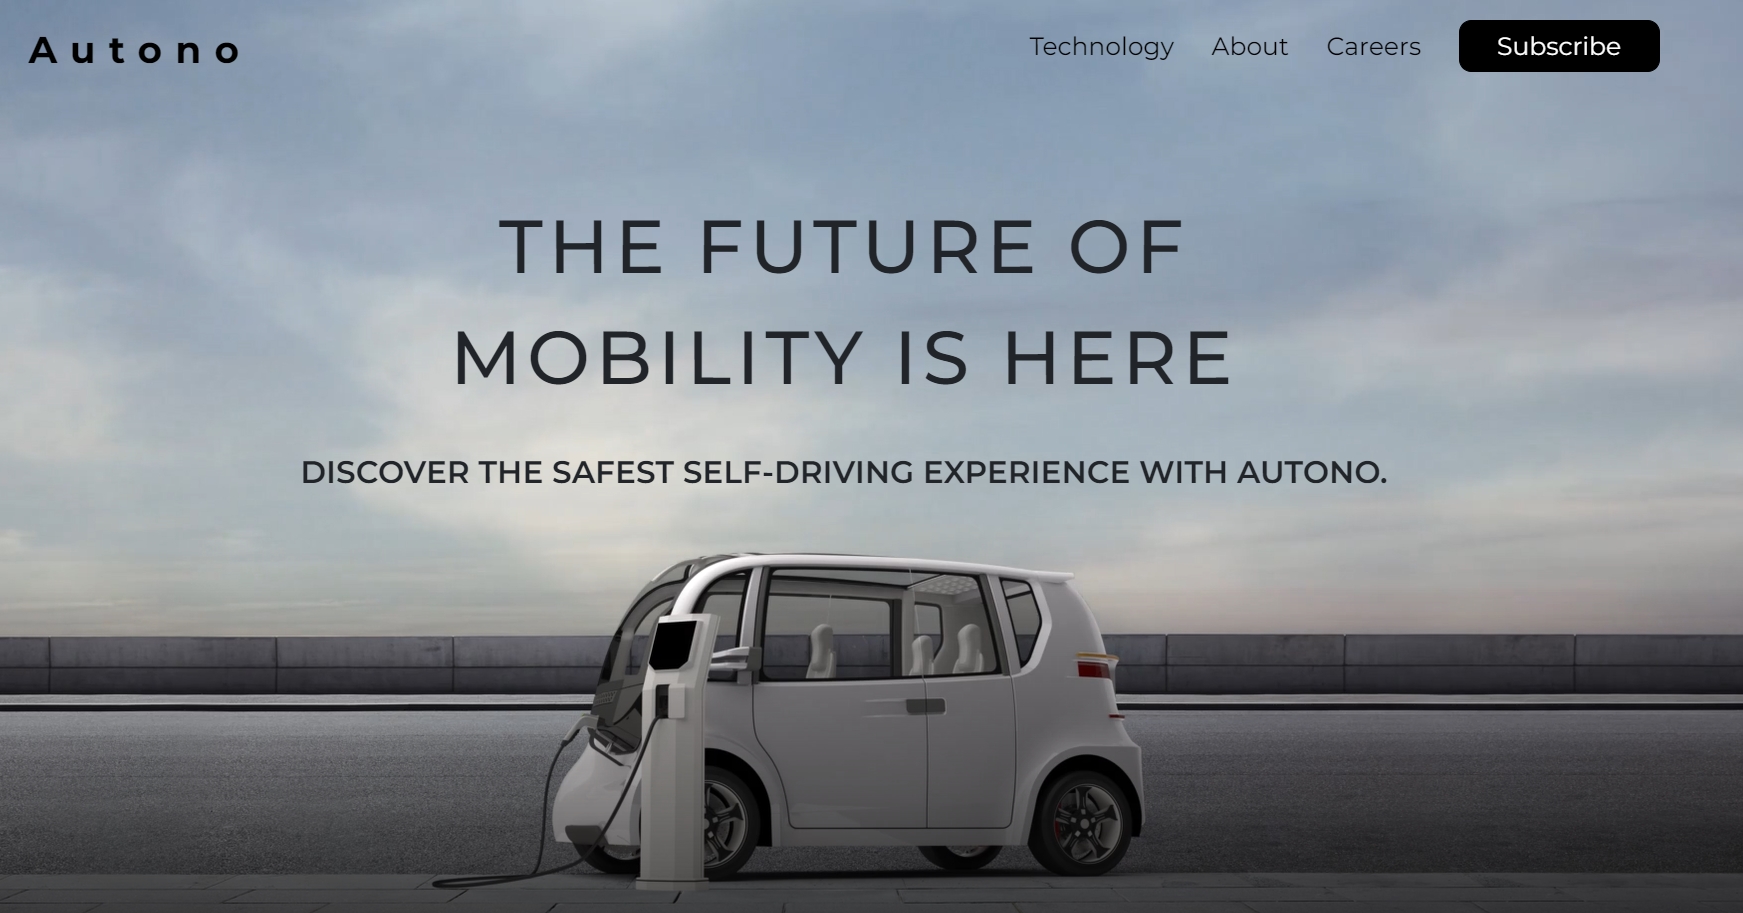 Autono
Technology About Careers Subscribe
THE FUTURE OF
MOBILITY IS HERE
DISCOVER THE SAFEST SELF-DRIVING EXPERIENCE WITH AUTONO.